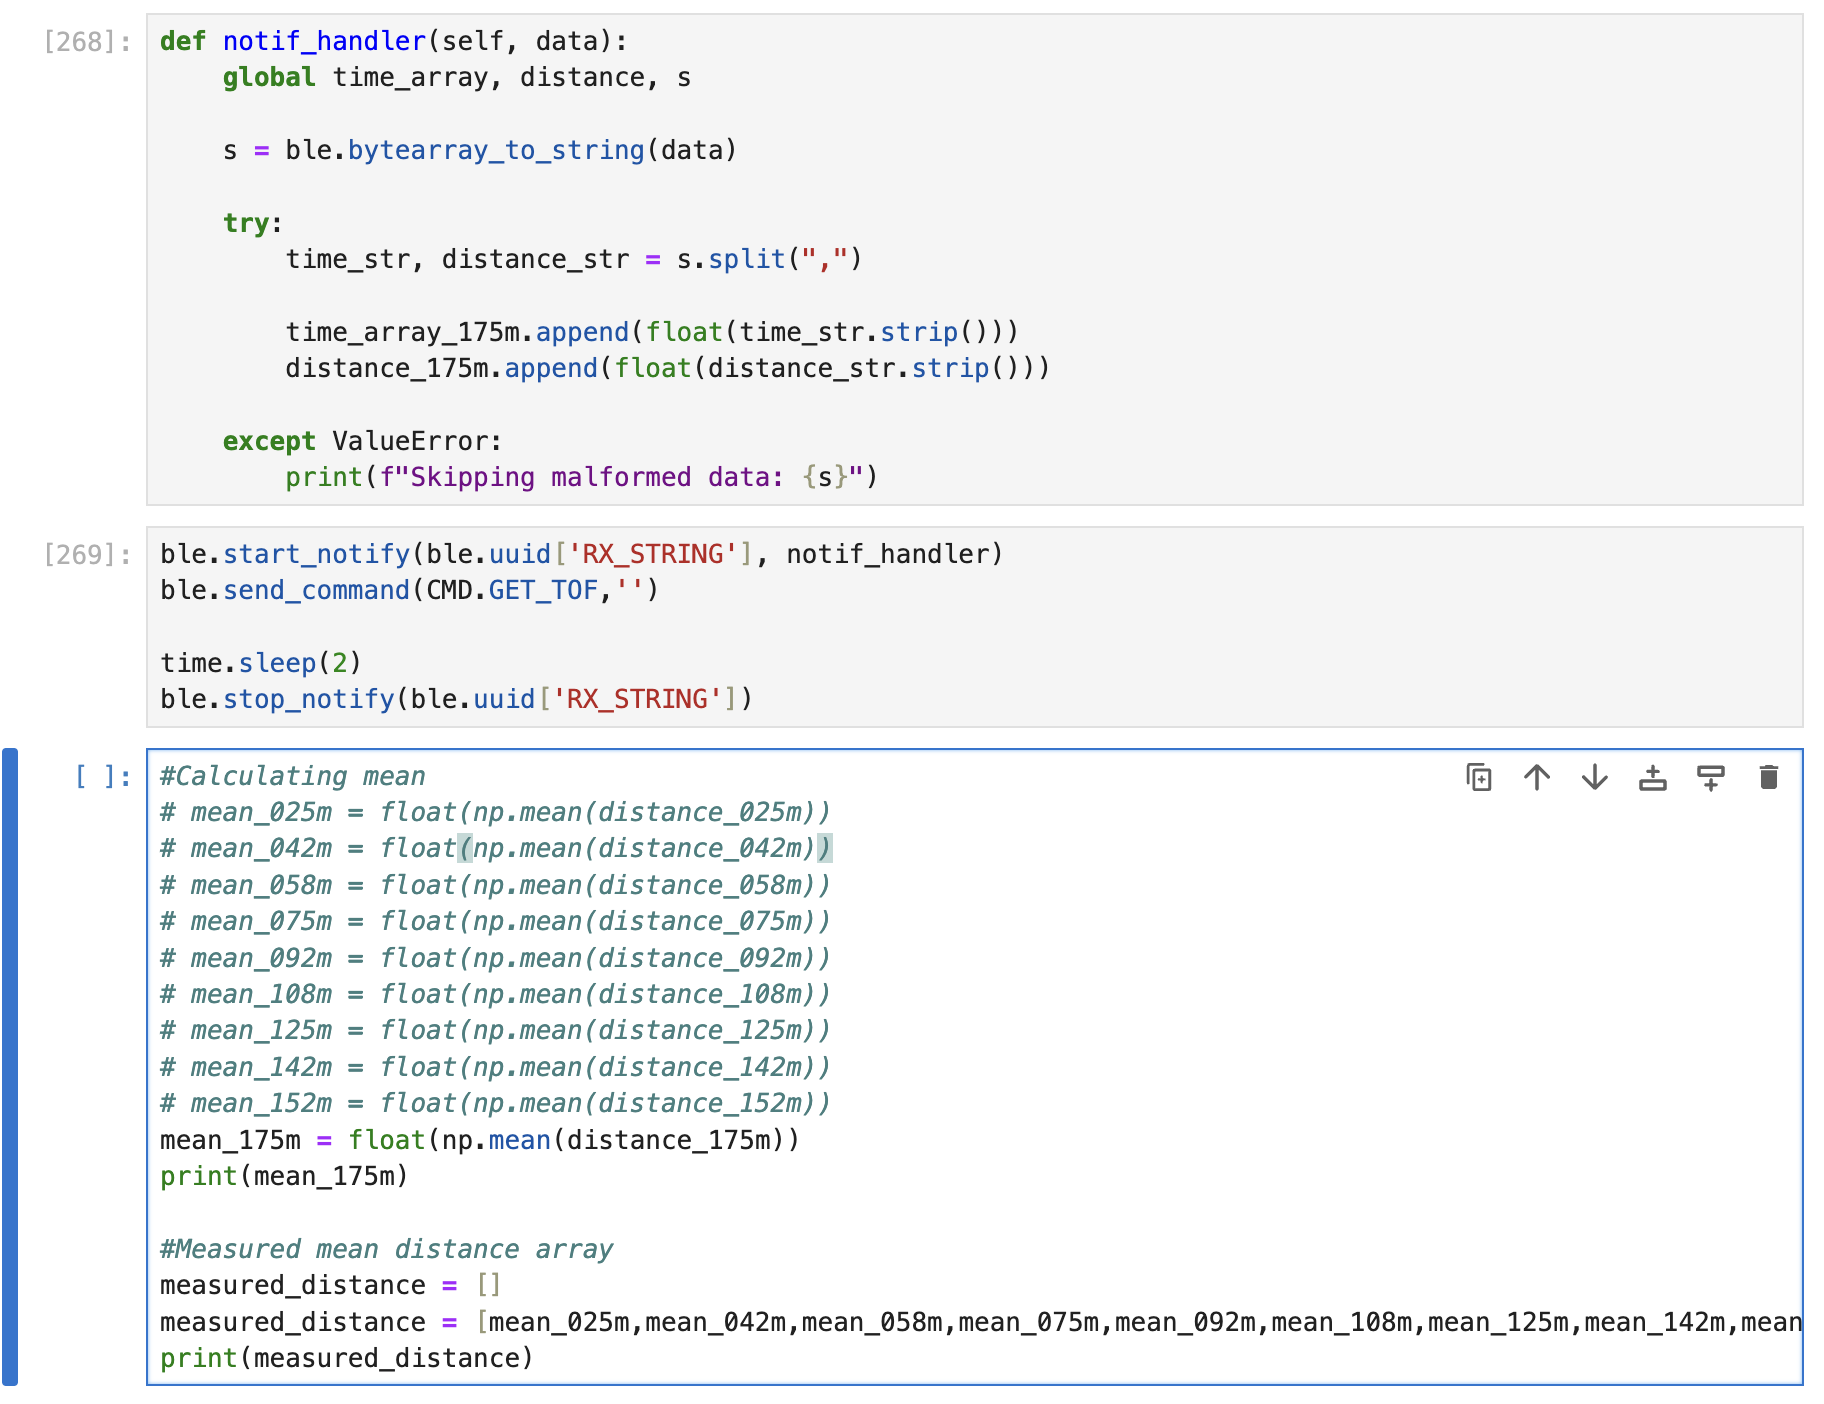 [268]:
def notif_handler(self, data):
    global time_array, distance, s

    s = ble.bytearray_to_string(data)

    try:
        time_str, distance_str = s.split(",")

        time_array_175m.append(float(time_str.strip()))
        distance_175m.append(float(distance_str.strip()))

    except ValueError:
        print(f"Skipping malformed data: {s}")
[269]:
ble.start_notify(ble.uuid['RX_STRING'], notif_handler)
ble.send_command(CMD.GET_TOF,'')

time.sleep(2)
ble.stop_notify(ble.uuid['RX_STRING'])
[ ]:
#Calculating mean
# mean_025m = float(np.mean(distance_025m))
# mean_042m = float(np.mean(distance_042m))
# mean_058m = float(np.mean(distance_058m))
# mean_075m = float(np.mean(distance_075m))
# mean_092m = float(np.mean(distance_092m))
# mean_108m = float(np.mean(distance_108m))
# mean_125m = float(np.mean(distance_125m))
# mean_142m = float(np.mean(distance_142m))
# mean_152m = float(np.mean(distance_152m))
mean_175m = float(np.mean(distance_175m))
print(mean_175m)

#Measured mean distance array
measured_distance = []
measured_distance = [mean_025m,mean_042m,mean_058m,mean_075m,mean_092m,mean_108m,mean_125m,mean_142m,mean
print(measured_distance)